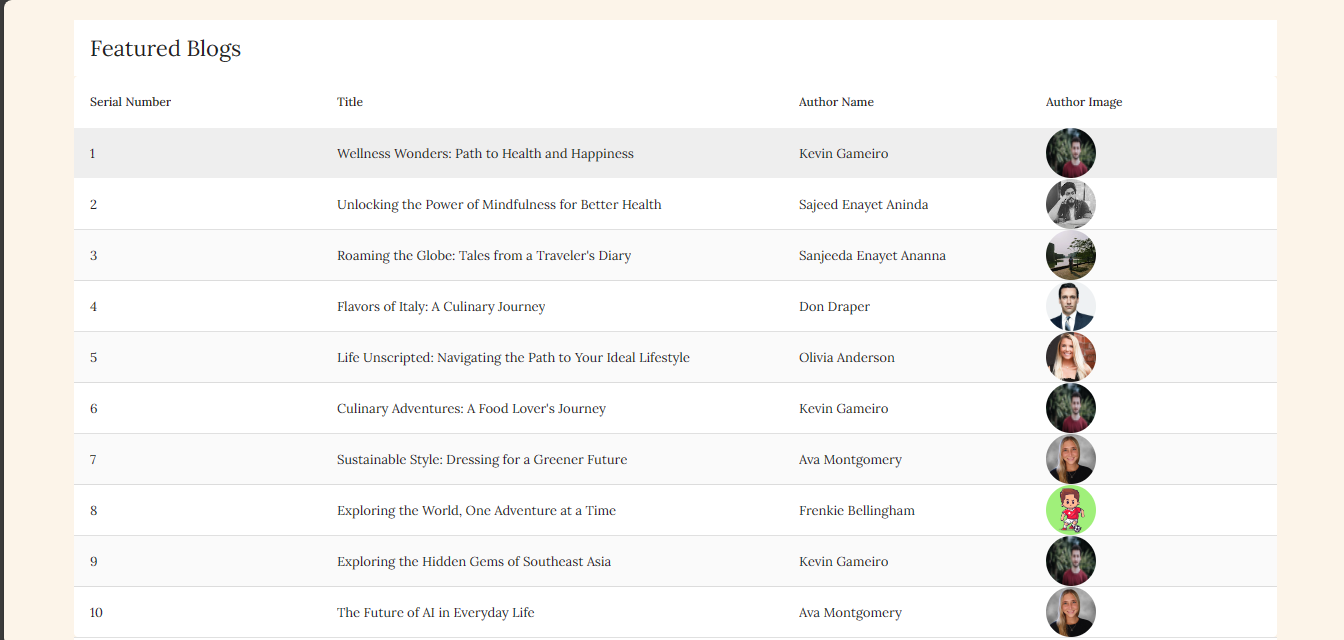 Featured Blogs
Serial Number Title Author Name Author Image
1 Wellness Wonders: Path to Health and Happiness Kevin Gameiro
2 Unlocking the Power of Mindfulness for Better Health Sajeed Enayet Aninda
3 Roaming the Globe: Tales from a Traveler's Diary Sanjeeda Enayet Ananna
4 Flavors of Italy: A Culinary Journey Don Draper
5 Life Unscripted: Navigating the Path to Your Ideal Lifestyle Olivia Anderson
6 Culinary Adventures: A Food Lover's Journey Kevin Gameiro
7 Sustainable Style: Dressing for a Greener Future Ava Montgomery
8 Exploring the World, One Adventure at a Time Frenkie Bellingham
9 Exploring the Hidden Gems of Southeast Asia Kevin Gameiro
10 The Future of AI in Everyday Life Ava Montgomery